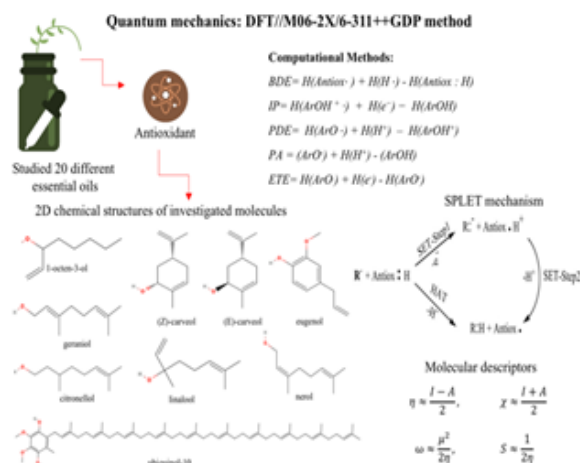 Quantum mechanics: DFT//M06-2X/6-311++GDP method
Computational Methods:
BDE= H(Antiox· ) + H(H ·) - H(Antiox : H)
IP= H(ArOH ⁺ ·) + H(e⁻) − H(ArOH)
PDE= H(ArO ·) + H(H⁺) − H(ArOH⁺)
PA = (ArO⁻) + H(H⁺) - (ArOH)
ETE= H(ArO) + H(e) - H(ArO⁻)
Antioxidant
Studied 20 different
essential oils
2D chemical structures of investigated molecules
1-octen-3-ol
(Z)-carveol
(E)-carveol
eugenol
geraniol
citronellol
linalool
nerol
SPLET mechanism
SET-Step1
R· + Antiox : H
HAT
SET-Step2
-H⁺
R:H + Antiox·
Molecular descriptors
η ≈ (I − A)/2, χ ≈ (I + A)/2
ω ≈ μ²/2η, S ≈ 1/2η